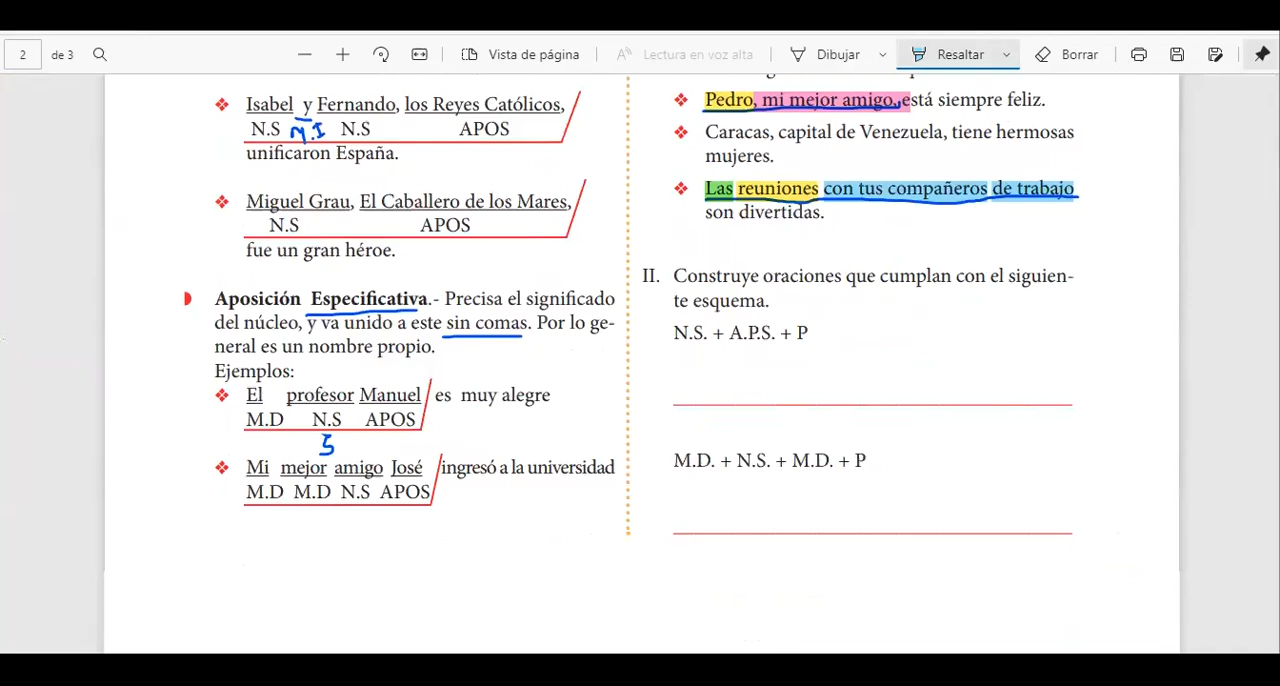 2 de 3 Vista de página Lectura en voz alta Dibujar Resaltar Borrar
Isabel y Fernando, los Reyes Católicos,
N.S M.I N.S APOS
unificaron España.
Miguel Grau, El Caballero de los Mares,
N.S APOS
fue un gran héroe.
Aposición Especificativa.- Precisa el significado
del núcleo, y va unido a este sin comas. Por lo ge-
neral es un nombre propio.
Ejemplos:
El profesor Manuel es muy alegre
M.D N.S APOS
S
Mi mejor amigo José ingresó a la universidad
M.D M.D N.S APOS
Pedro, mi mejor amigo, está siempre feliz.
Caracas, capital de Venezuela, tiene hermosas
mujeres.
Las reuniones con tus compañeros de trabajo
son divertidas.
II. Construye oraciones que cumplan con el siguien-
te esquema.
N.S. + A.P.S. + P
M.D. + N.S. + M.D. + P